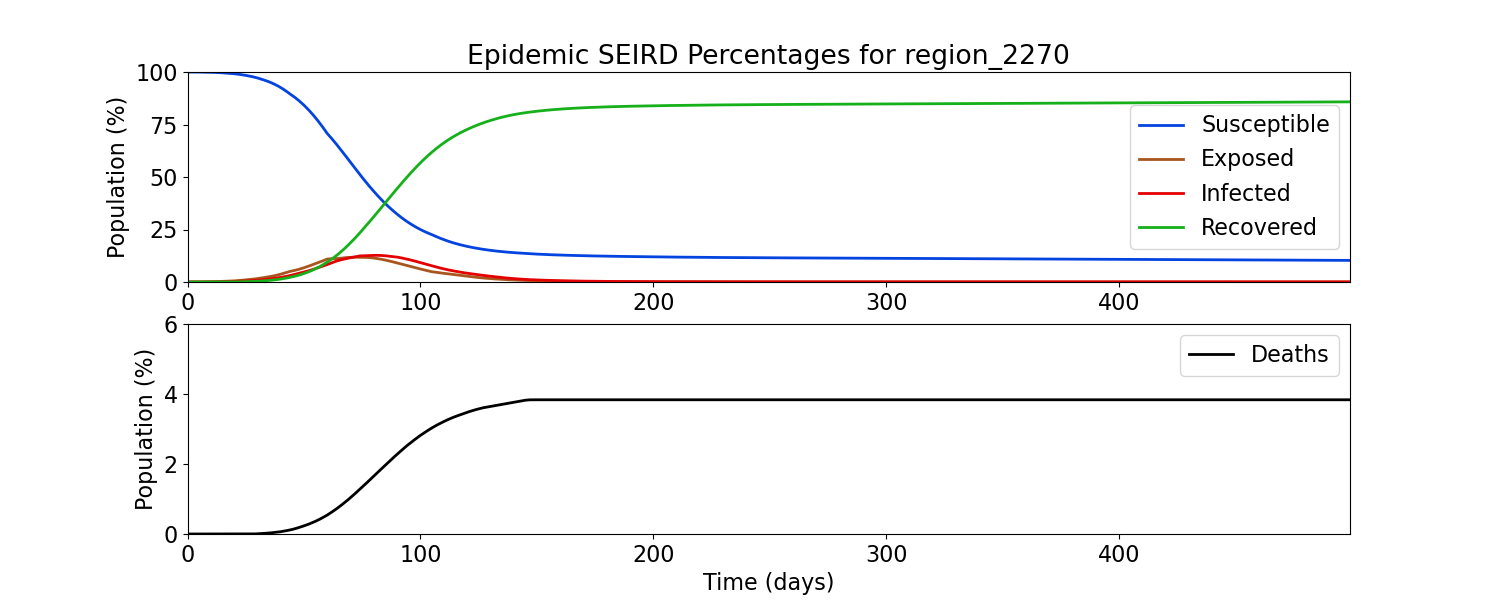 Epidemic SEIRD Percentages for region_2270
Population (%)
100
75
50
25
0
Susceptible
Exposed
Infected
Recovered
0 100 200 300 400
Population (%)
6
4
2
0
Deaths
0 100 200 300 400
Time (days)